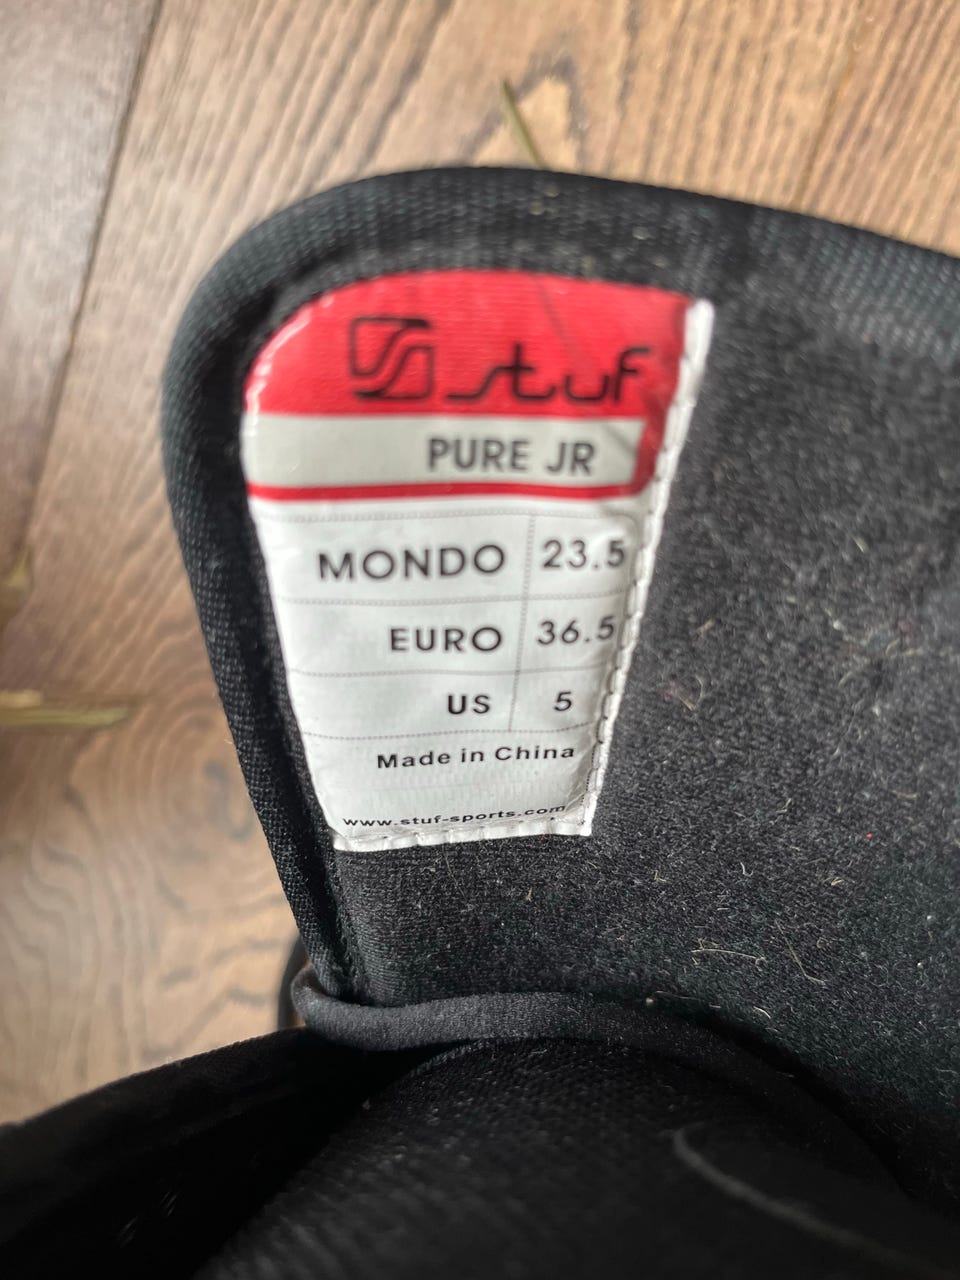 stuf
PURE JR
MONDO 23.5
EURO 36.5
US 5
Made in China
www.stuf-sports.com